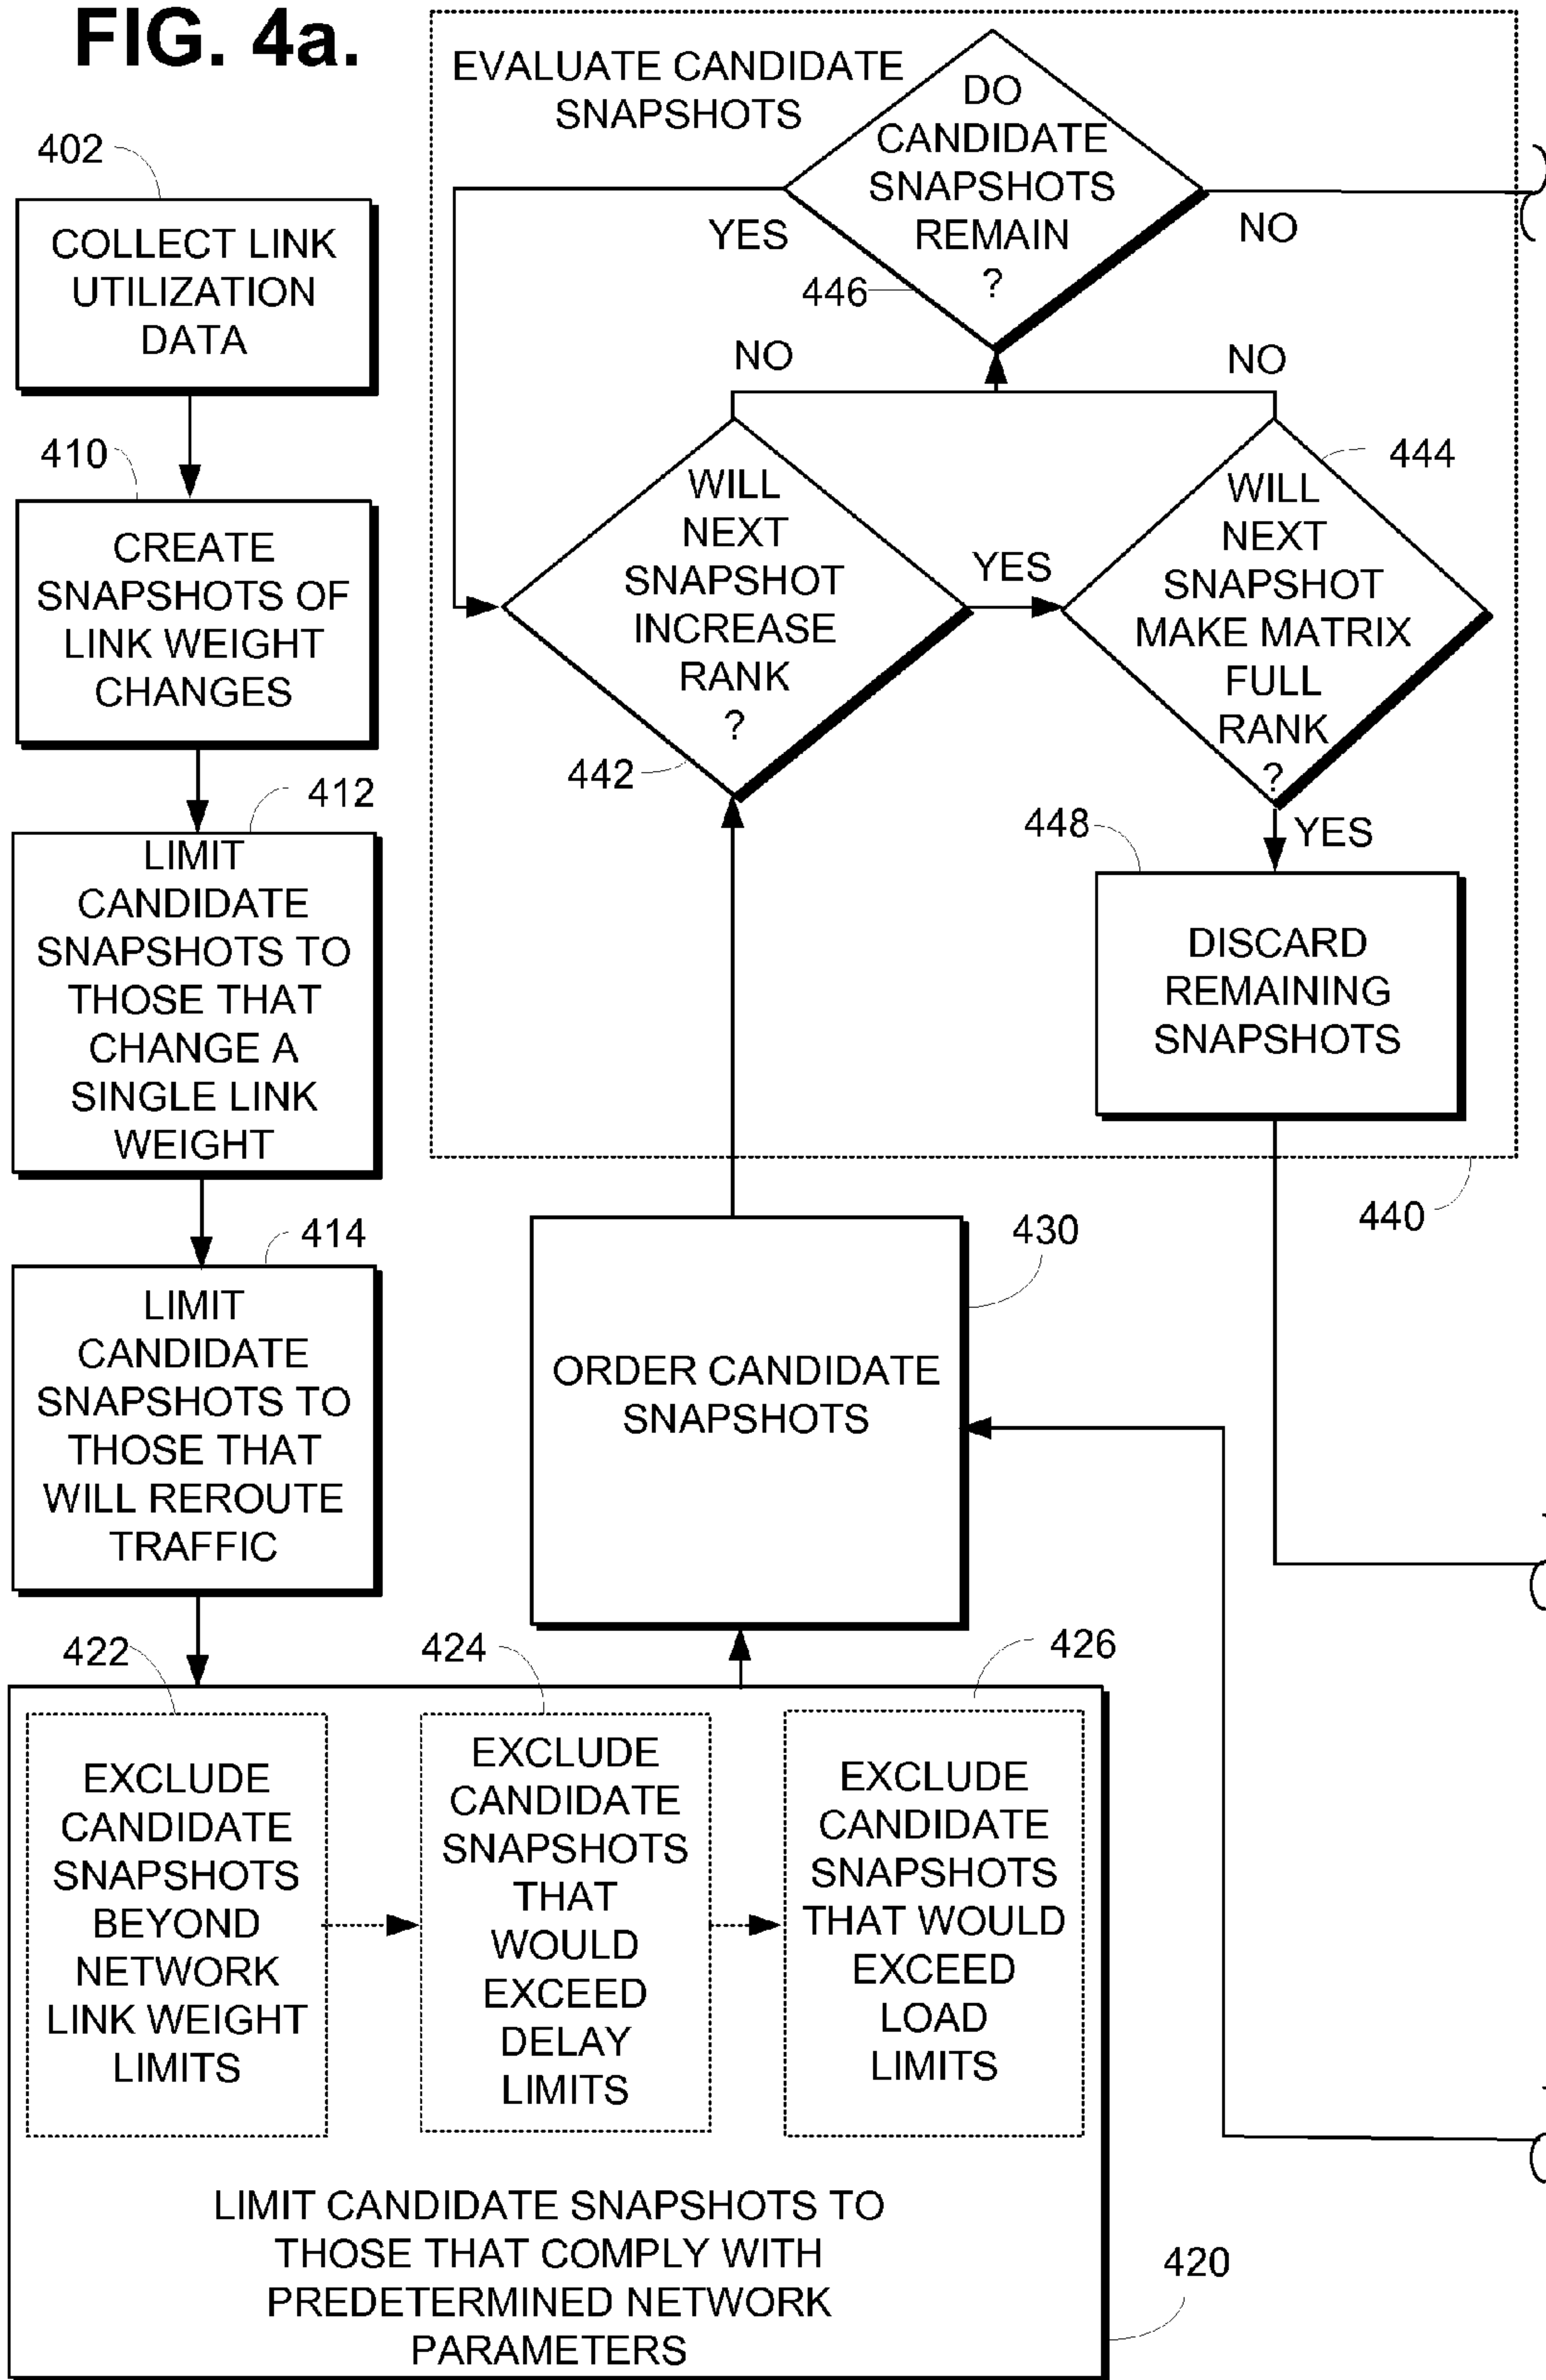 FIG. 4a.
402
COLLECT LINK
UTILIZATION
DATA
410
CREATE
SNAPSHOTS OF
LINK WEIGHT
CHANGES
412
LIMIT
CANDIDATE
SNAPSHOTS TO
THOSE THAT
CHANGE A
SINGLE LINK
WEIGHT
414
LIMIT
CANDIDATE
SNAPSHOTS TO
THOSE THAT
WILL REROUTE
TRAFFIC
422
EXCLUDE
CANDIDATE
SNAPSHOTS
BEYOND
NETWORK
LINK WEIGHT
LIMITS
424
EXCLUDE
CANDIDATE
SNAPSHOTS
THAT
WOULD
EXCEED
DELAY
LIMITS
426
EXCLUDE
CANDIDATE
SNAPSHOTS
THAT WOULD
EXCEED
LOAD
LIMITS
LIMIT CANDIDATE SNAPSHOTS TO
THOSE THAT COMPLY WITH
PREDETERMINED NETWORK
PARAMETERS
420
430
ORDER CANDIDATE
SNAPSHOTS
EVALUATE CANDIDATE
SNAPSHOTS
DO
CANDIDATE
SNAPSHOTS
REMAIN
?
446
YES
NO
NO
NO
WILL
NEXT
SNAPSHOT
INCREASE
RANK
?
442
YES
444
WILL
NEXT
SNAPSHOT
MAKE MATRIX
FULL
RANK
?
YES
448
DISCARD
REMAINING
SNAPSHOTS
440